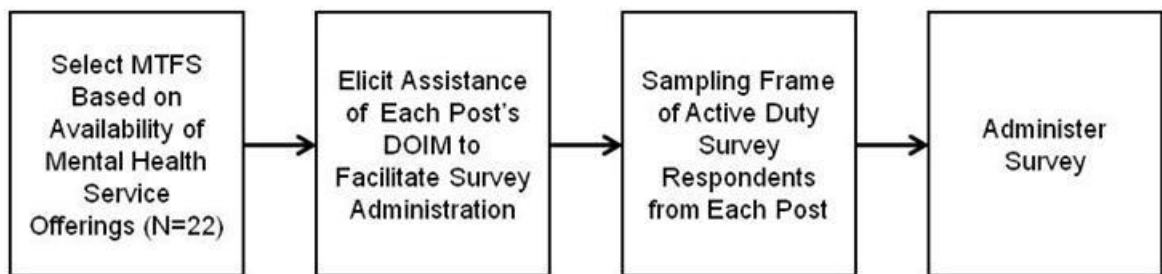 Select MTFS
Based on
Availability of
Mental Health
Service
Offerings (N=22)
Elicit Assistance
of Each Post's
DOIM to
Facilitate Survey
Administration
Sampling Frame
of Active Duty
Survey
Respondents
from Each Post
Administer
Survey